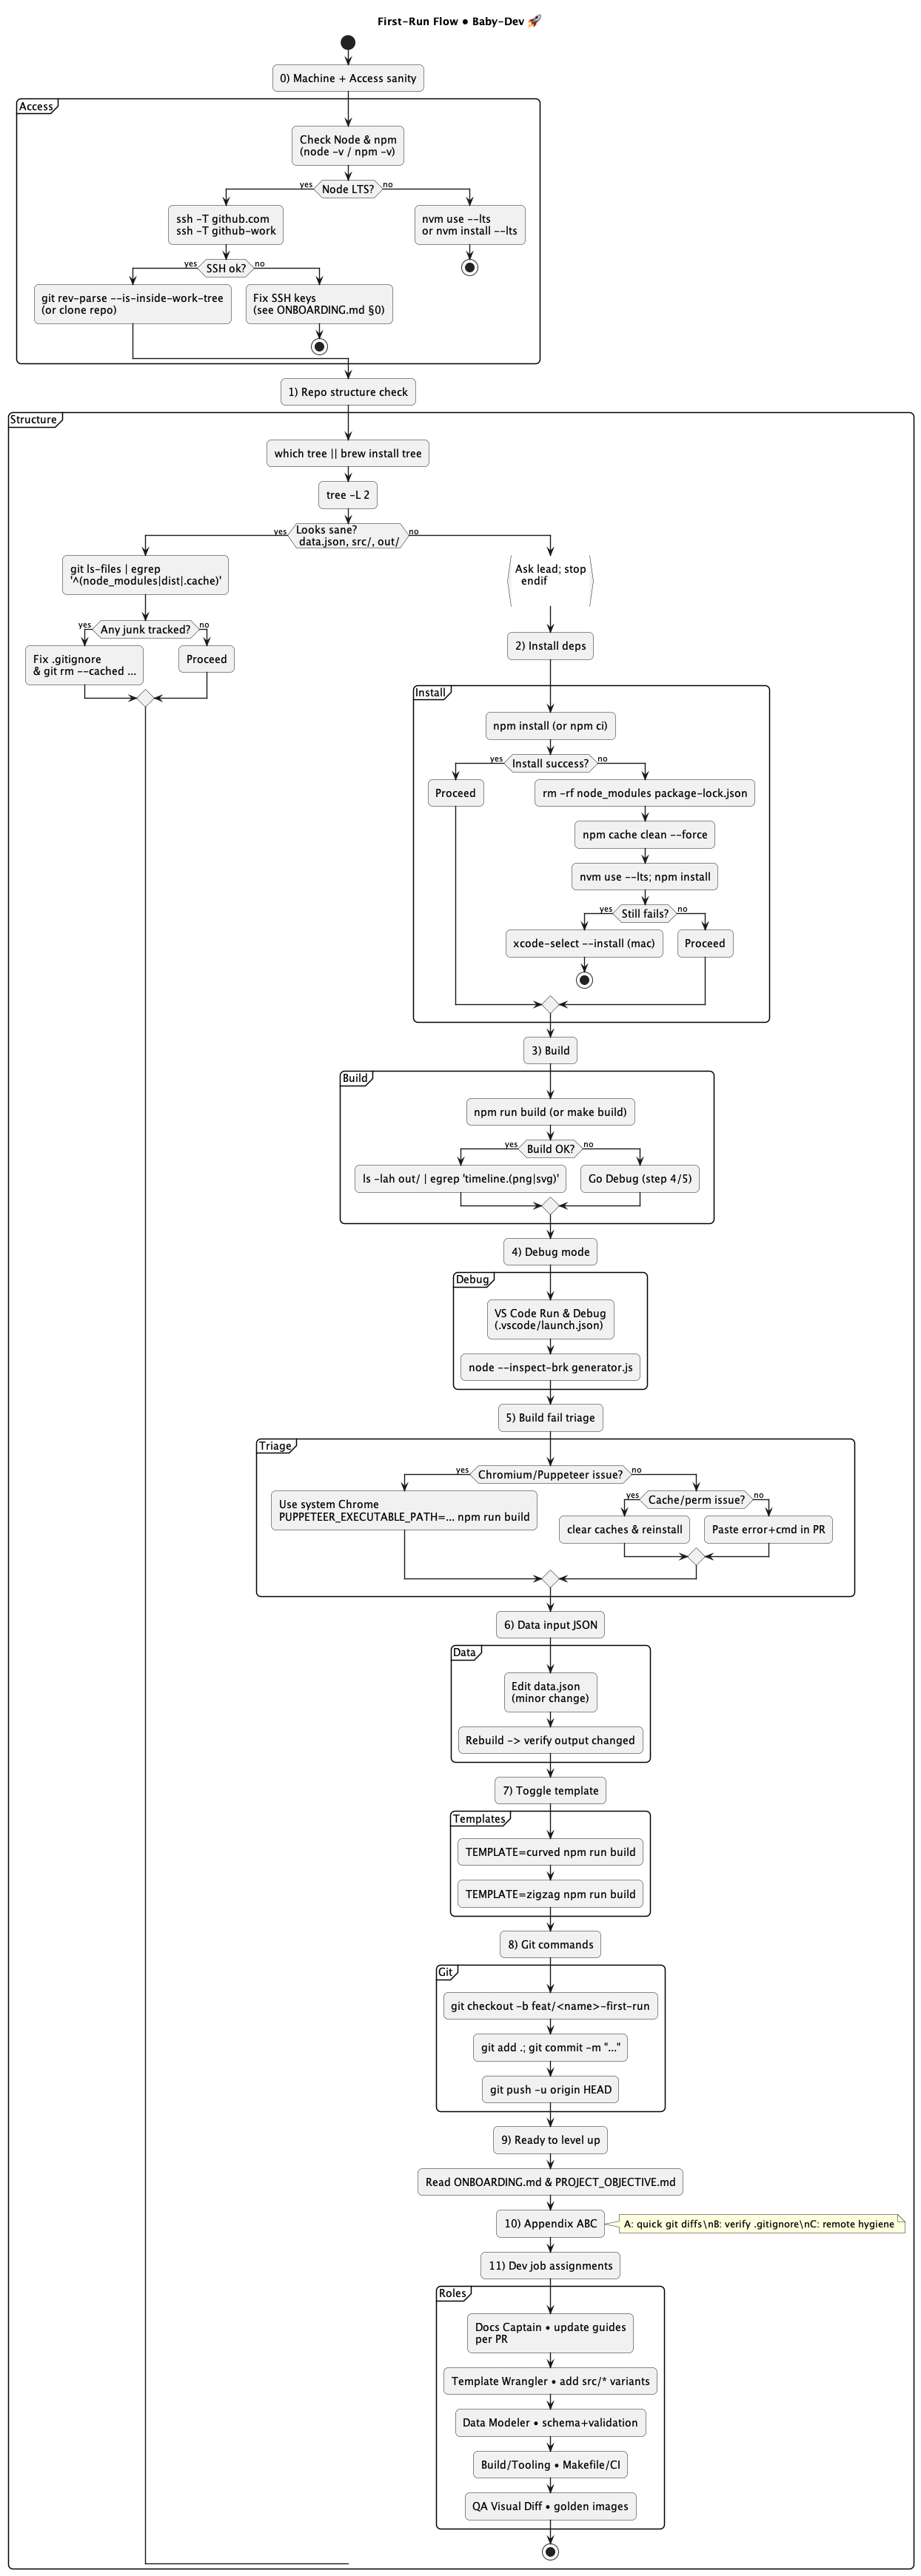 First-Run Flow • Baby-Dev 🚀
0) Machine + Access sanity
Access
Check Node & npm
(node -v / npm -v)
yes
Node LTS?
no
ssh -T github.com
ssh -T github-work
nvm use --lts
or nvm install --lts
yes
SSH ok?
no
git rev-parse --is-inside-work-tree
(or clone repo)
Fix SSH keys
(see ONBOARDING.md §0)
1) Repo structure check
Structure
which tree || brew install tree
tree -L 2
yes
Looks sane?
data.json, src/, out/
no
git ls-files | egrep
'^(node_modules|dist|.cache)'
Ask lead; stop
endif
yes
Any junk tracked?
no
Fix .gitignore
& git rm --cached ...
Proceed
2) Install deps
Install
npm install (or npm ci)
yes
Install success?
no
Proceed
rm -rf node_modules package-lock.json
npm cache clean --force
nvm use --lts; npm install
yes
Still fails?
no
xcode-select --install (mac)
Proceed
3) Build
Build
npm run build (or make build)
yes
Build OK?
no
ls -lah out/ | egrep 'timeline.(png|svg)'
Go Debug (step 4/5)
4) Debug mode
Debug
VS Code Run & Debug
(.vscode/launch.json)
node --inspect-brk generator.js
5) Build fail triage
Triage
yes
Chromium/Puppeteer issue?
no
Use system Chrome
PUPPETEER_EXECUTABLE_PATH=... npm run build
yes
Cache/perm issue?
no
clear caches & reinstall
Paste error+cmd in PR
6) Data input JSON
Data
Edit data.json
(minor change)
Rebuild -> verify output changed
7) Toggle template
Templates
TEMPLATE=curved npm run build
TEMPLATE=zigzag npm run build
8) Git commands
Git
git checkout -b feat/<name>-first-run
git add .; git commit -m "..."
git push -u origin HEAD
9) Ready to level up
Read ONBOARDING.md & PROJECT_OBJECTIVE.md
10) Appendix ABC
A: quick git diffs\nB: verify .gitignore\nC: remote hygiene
11) Dev job assignments
Roles
Docs Captain • update guides
per PR
Template Wrangler • add src/* variants
Data Modeler • schema+validation
Build/Tooling • Makefile/CI
QA Visual Diff • golden images